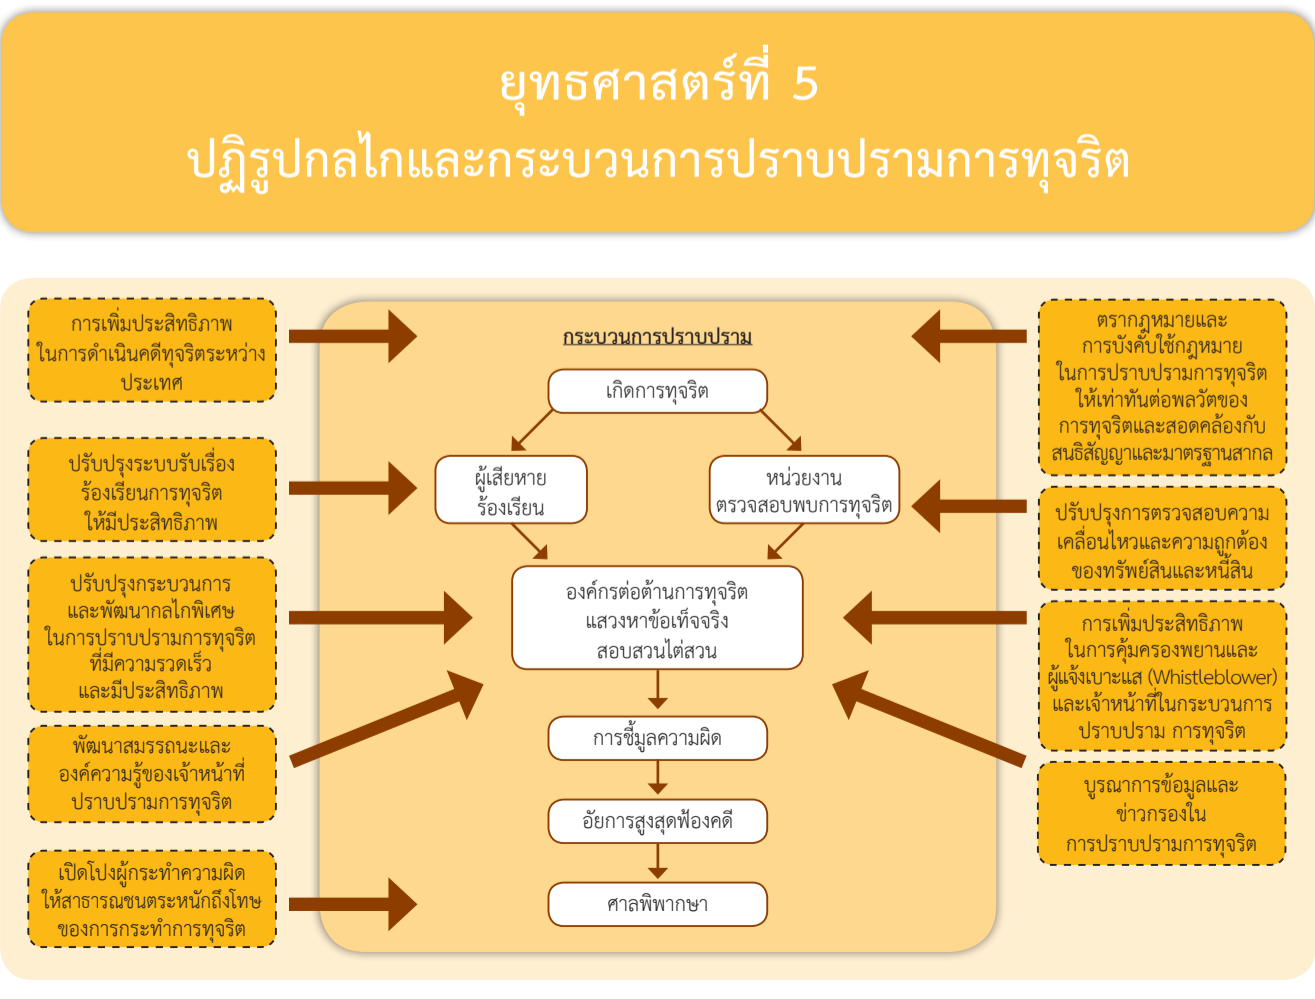 ยุทธศาสตร์ที่ 5
ปฏิรูปกลไกและกระบวนการปราบปรามการทุจริต
การเพิ่มประสิทธิภาพ
ในการดำเนินคดีทุจริตระหว่าง
ประเทศ
ปรับปรุงระบบรับเรื่อง
ร้องเรียนการทุจริต
ให้มีประสิทธิภาพ
ปรับปรุงกระบวนการ
และพัฒนากลไกพิเศษ
ในการปราบปรามการทุจริต
ที่มีความรวดเร็ว
และมีประสิทธิภาพ
พัฒนาสมรรถนะและ
องค์ความรู้ของเจ้าหน้าที่
ปราบปรามการทุจริต
เปิดโปงผู้กระทำความผิด
ให้สาธารณชนตระหนักถึงโทษ
ของการกระทำการทุจริต
กระบวนการปราบปราม
เกิดการทุจริต
ผู้เสียหาย
ร้องเรียน
หน่วยงาน
ตรวจสอบพบการทุจริต
องค์กรต่อต้านการทุจริต
แสวงหาข้อเท็จจริง
สอบสวนไต่สวน
การชี้มูลความผิด
อัยการสูงสุดฟ้องคดี
ศาลพิพากษา
ตรากฎหมายและ
การบังคับใช้กฎหมาย
ในการปราบปรามการทุจริต
ให้เท่าทันต่อพลวัตของ
การทุจริตและสอดคล้องกับ
สนธิสัญญาและมาตรฐานสากล
ปรับปรุงการตรวจสอบความ
เคลื่อนไหวและความถูกต้อง
ของทรัพย์สินและหนี้สิน
การเพิ่มประสิทธิภาพ
ในการคุ้มครองพยานและ
ผู้แจ้งเบาะแส (Whistleblower)
และเจ้าหน้าที่ในกระบวนการ
ปราบปราม การทุจริต
บูรณาการข้อมูลและ
ข่าวกรองใน
การปราบปรามการทุจริต